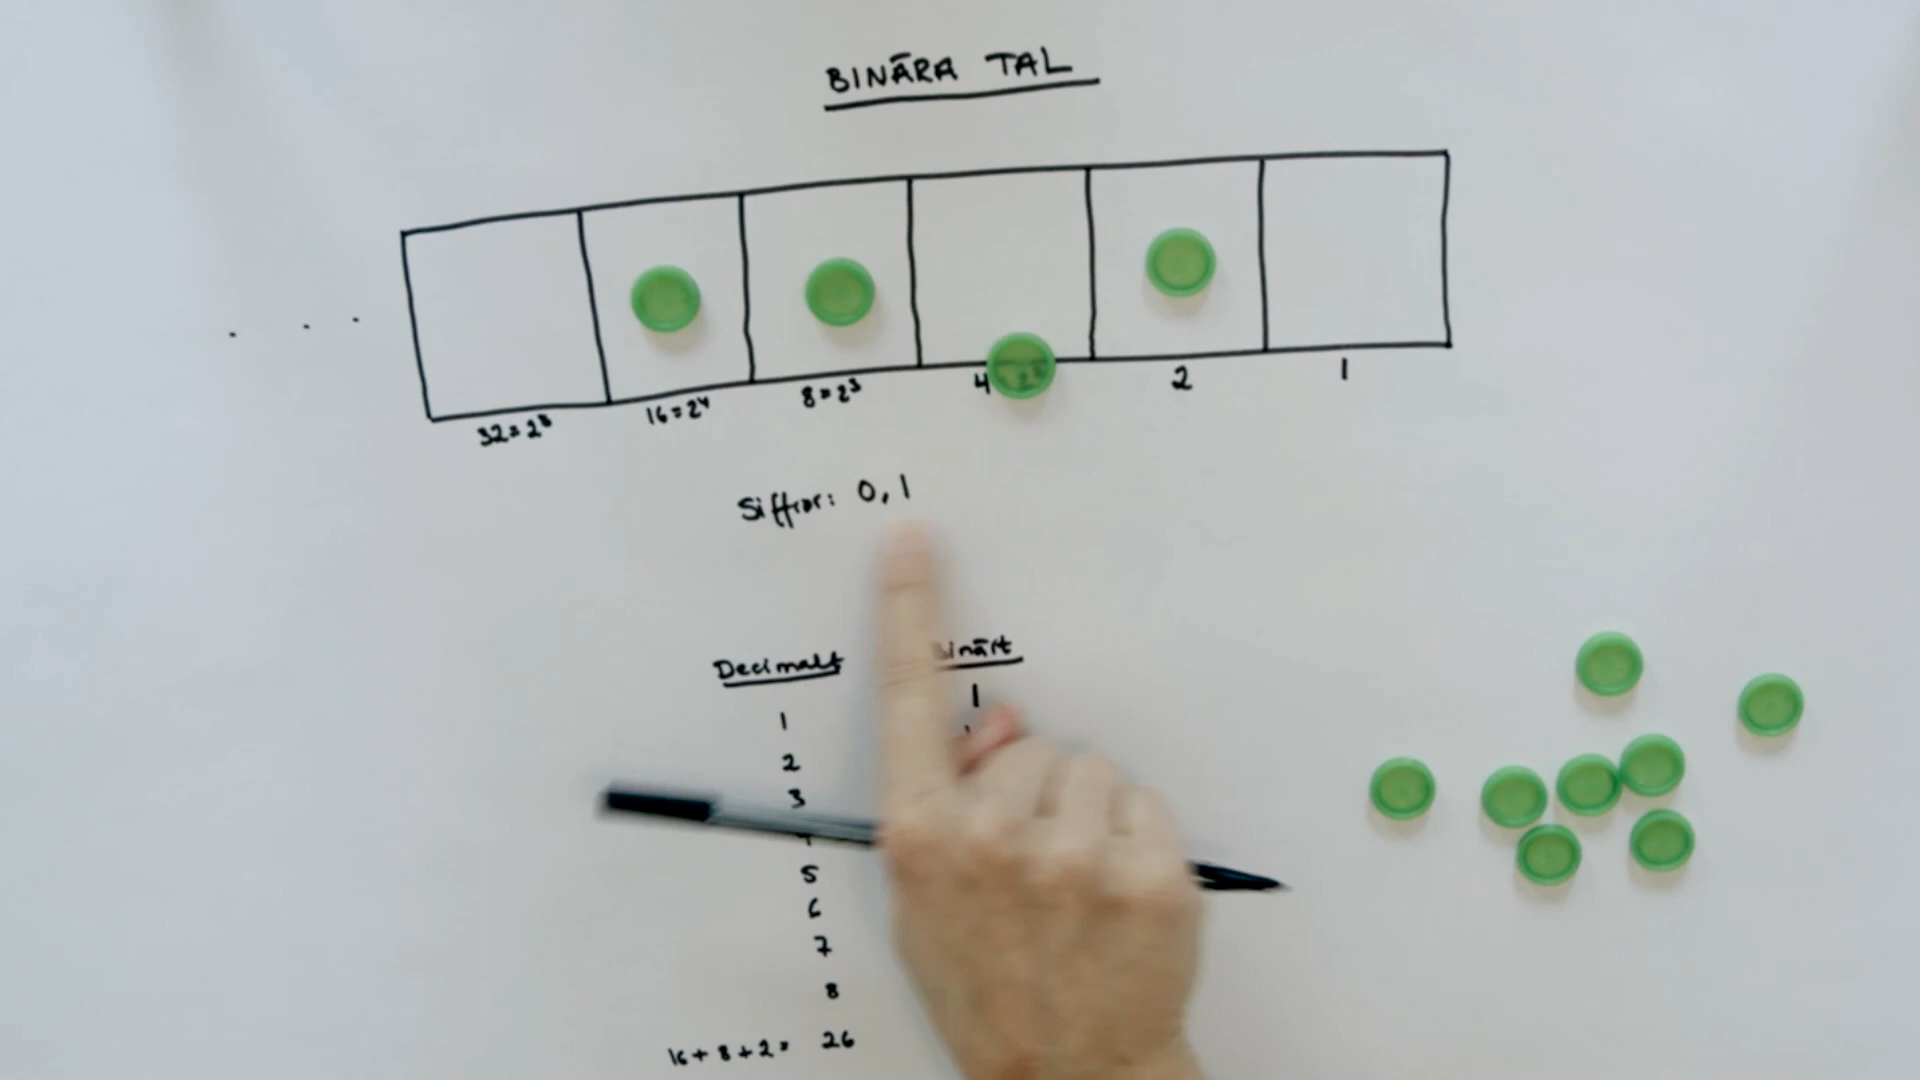 BINĀRA TAL
32=2⁵ 16=2⁴ 8=2³ 4 2 1
Siffror: 0, 1
Decimalt
1 1
2
3
5
6
7
8
16+8+2= 26